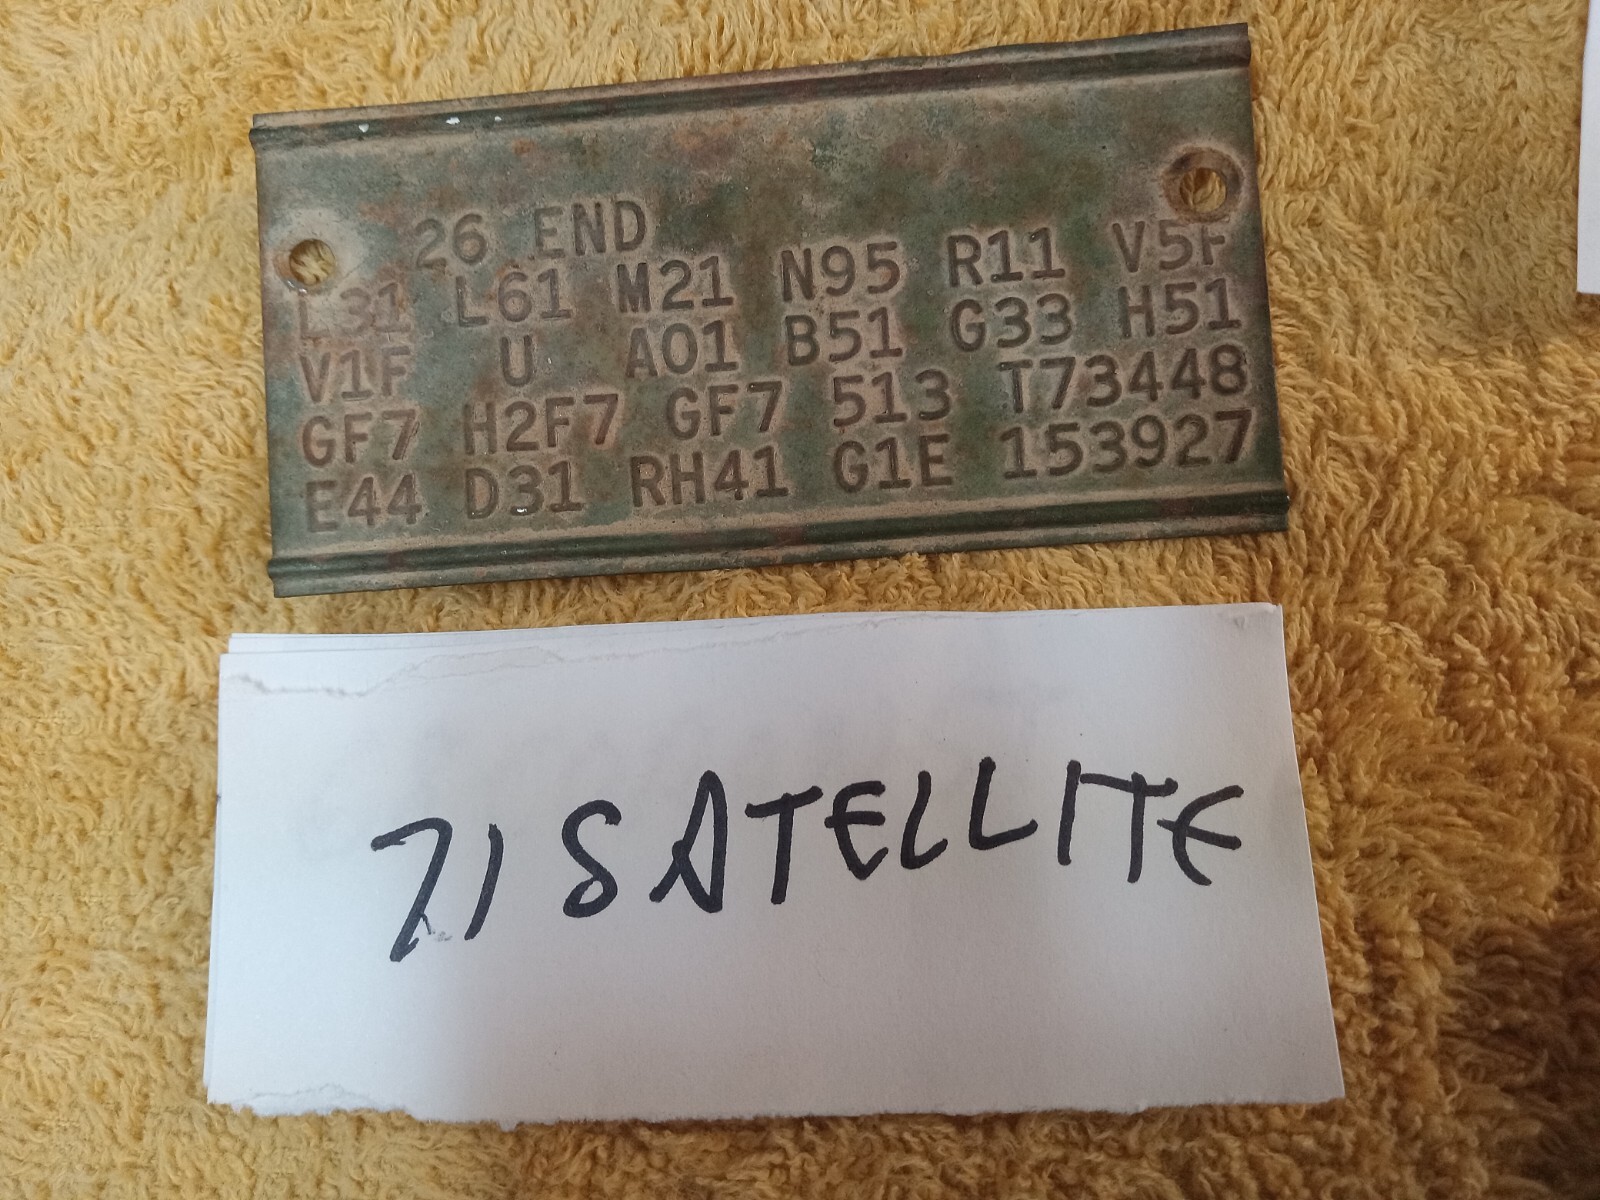 26 END
L31 L61 M21 N95 R11 V5F
V1F U A01 B51 G33 H51
GF7 H2F7 GF7 513 T73448
E44 D31 RH41 G1E 153927
71 SATELLITE